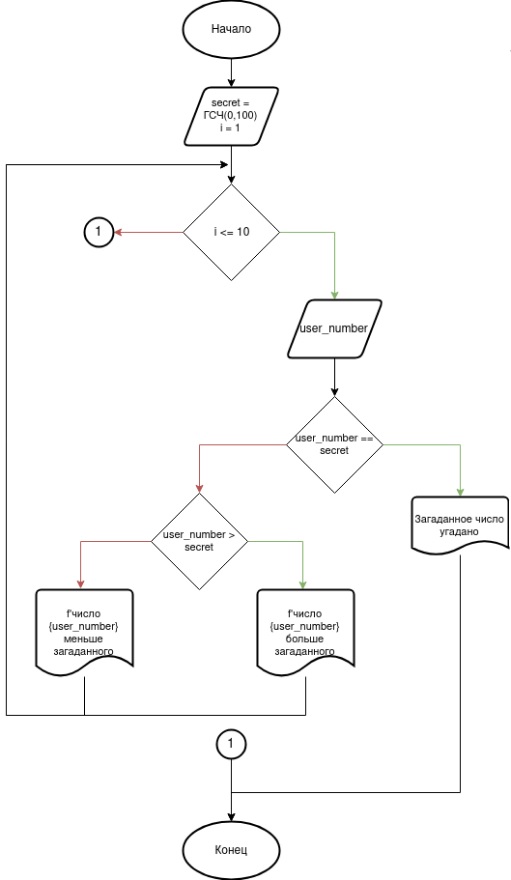 Начало
secret =
ГСЧ(0,100)
i = 1
i <= 10
1
user_number
user_number ==
secret
Загаданное число
угадано
user_number >
secret
f'число
{user_number}
меньше
загаданного
f'число
{user_number}
больше
загаданного
1
Конец